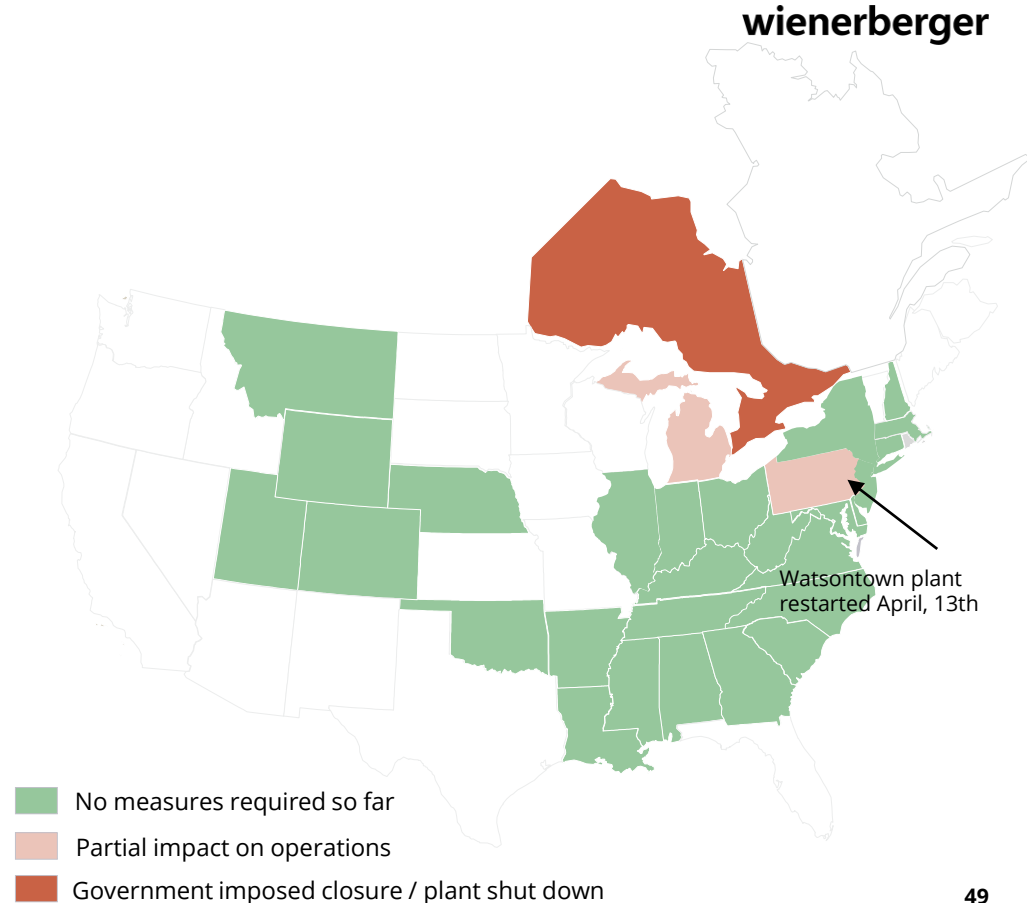 wienerberger
Watsontown plant
restarted April, 13th
No measures required so far
Partial impact on operations
Government imposed closure / plant shut down
49